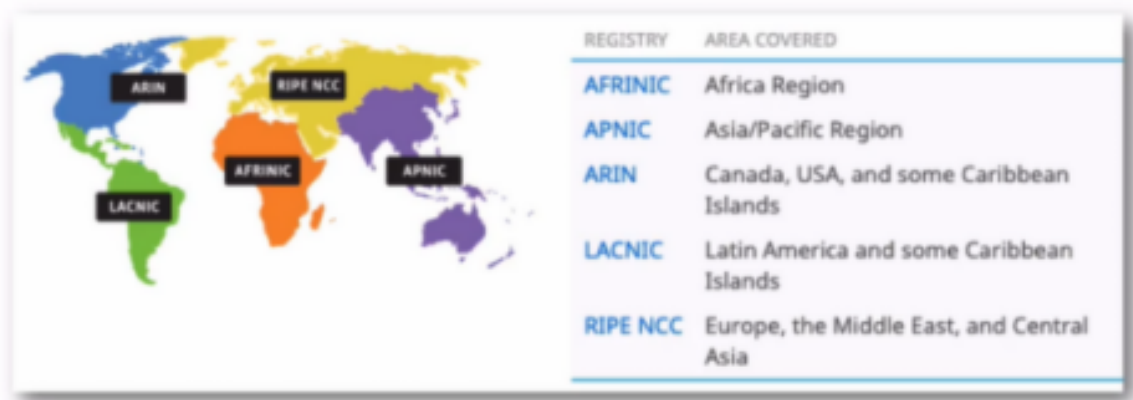 ARIN
RIPE NCC
AFRINIC
APNIC
LACNIC
REGISTRY AREA COVERED
AFRINIC Africa Region
APNIC Asia/Pacific Region
ARIN Canada, USA, and some Caribbean
Islands
LACNIC Latin America and some Caribbean
Islands
RIPE NCC Europe, the Middle East, and Central
Asia